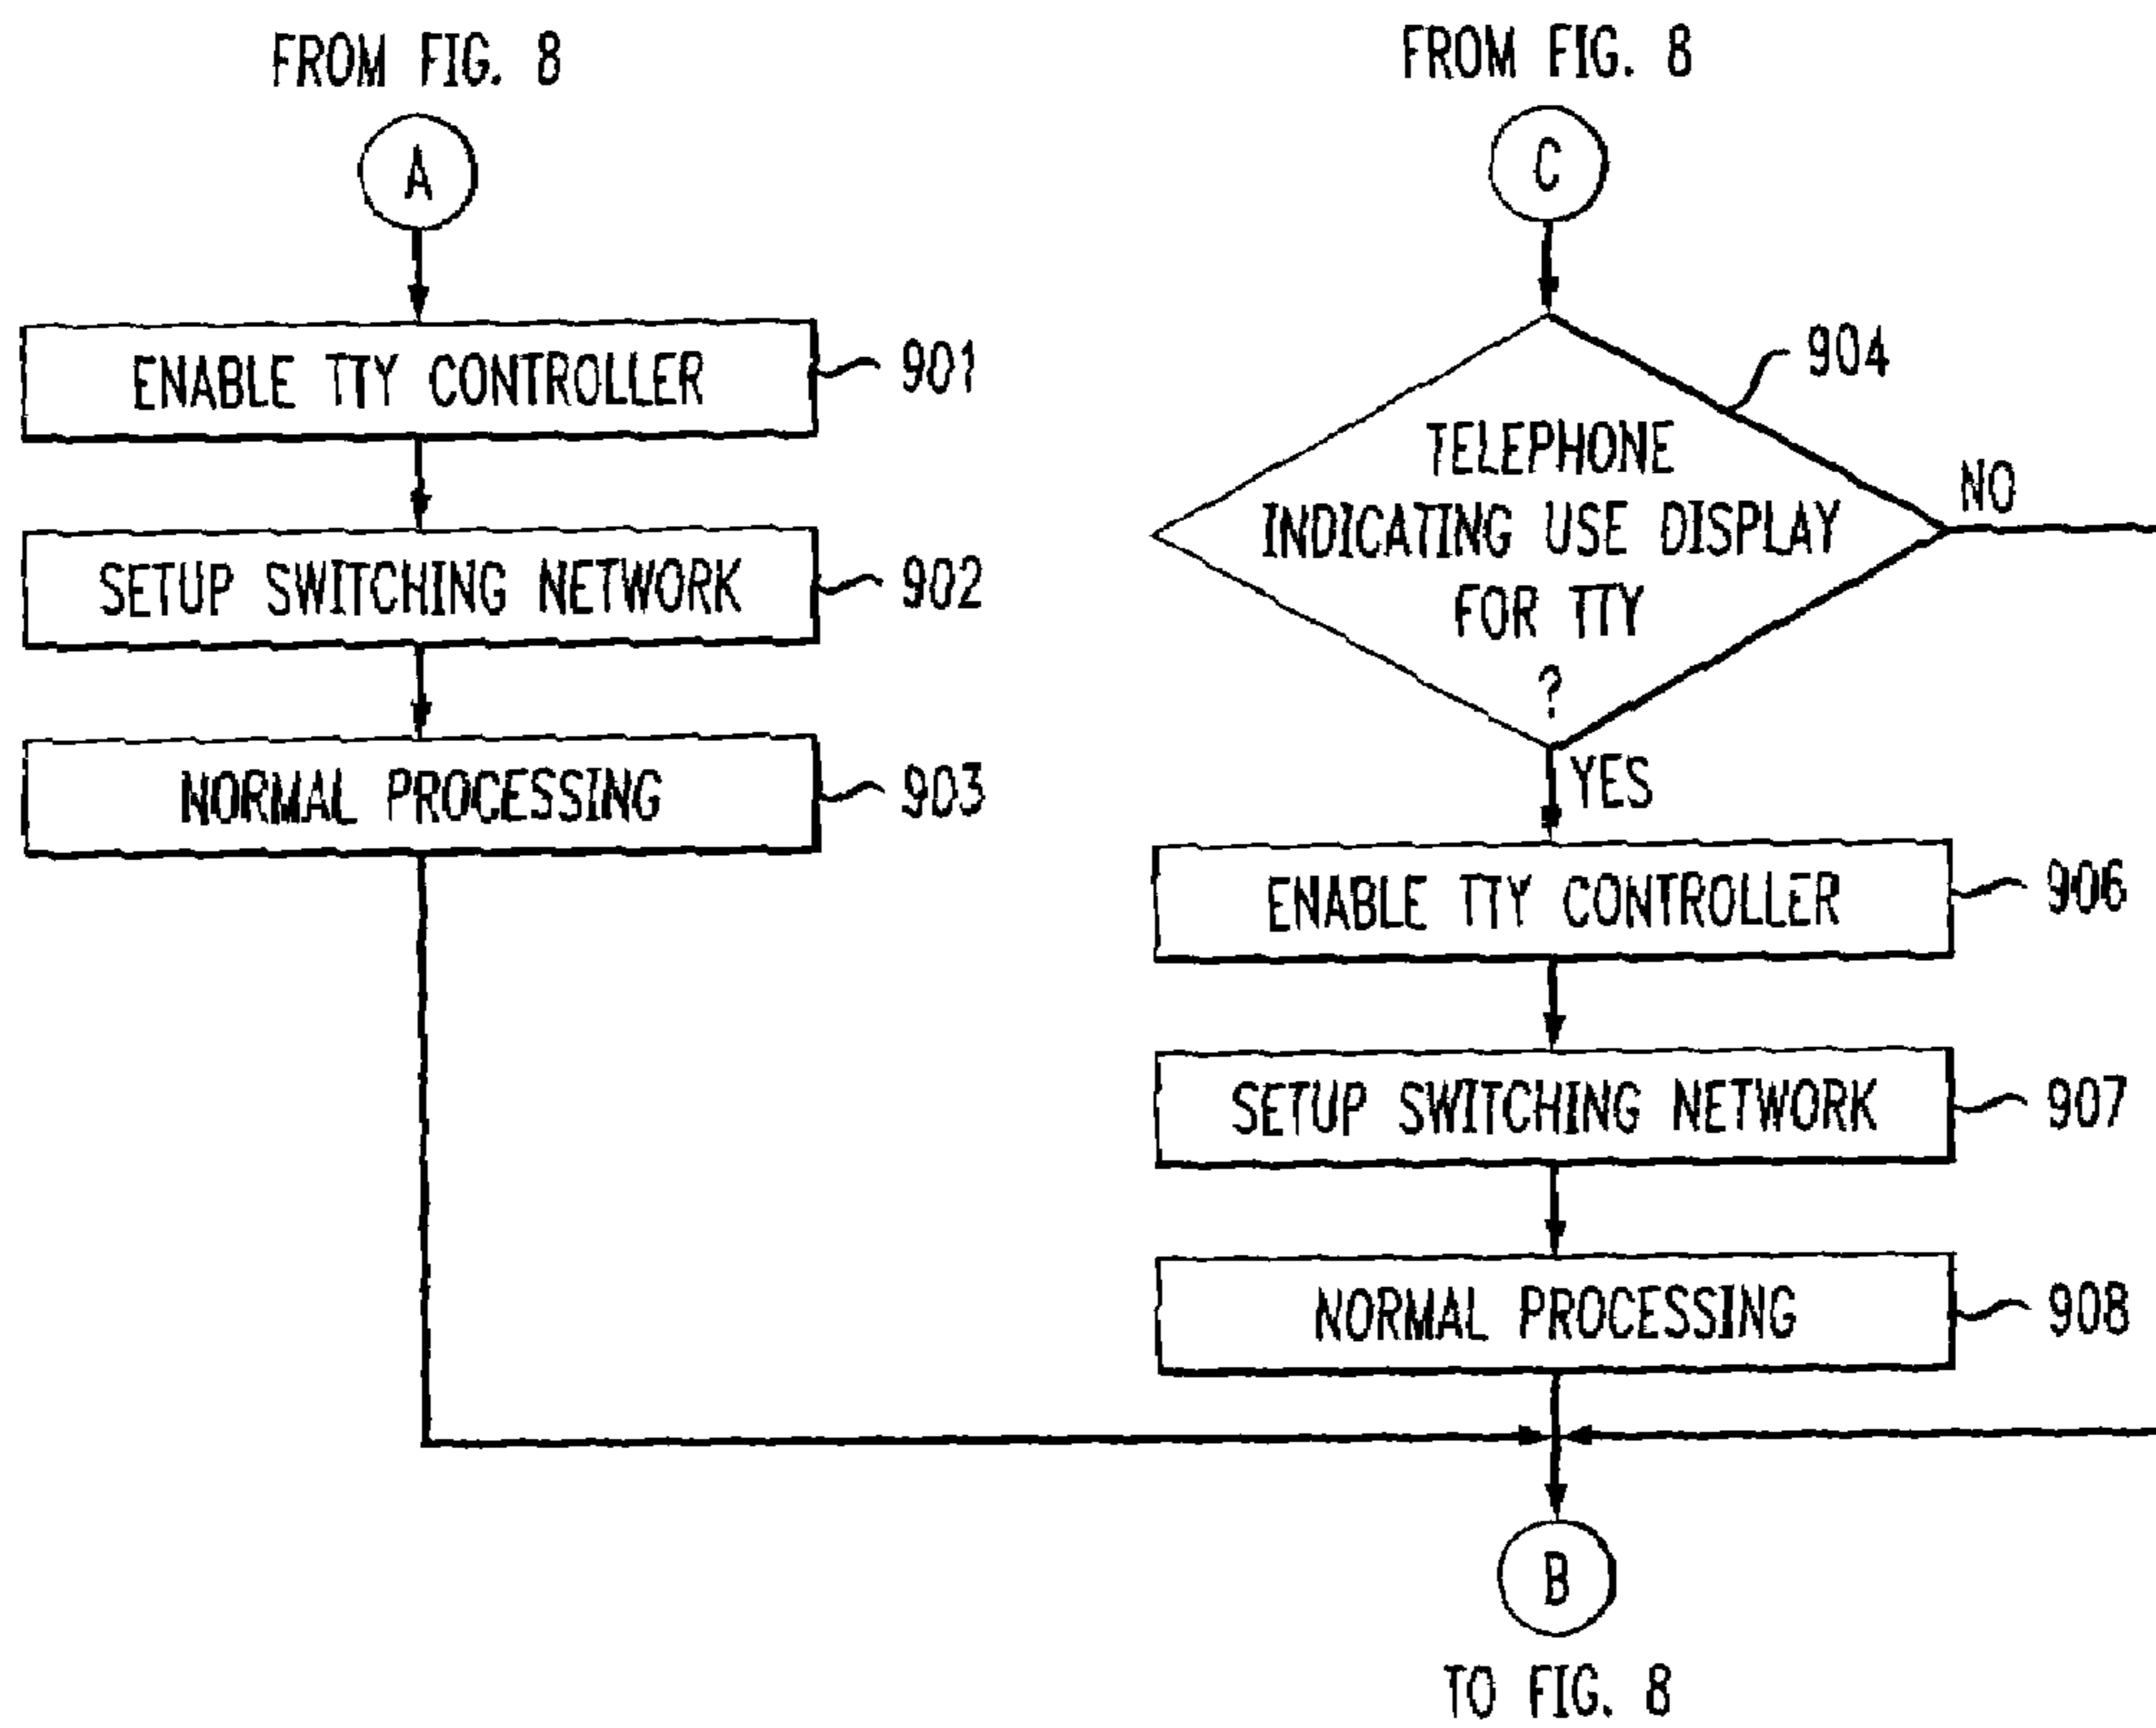 FROM FIG. 8
A
ENABLE TTY CONTROLLER
901
SETUP SWITCHING NETWORK
902
NORMAL PROCESSING
903
FROM FIG. 8
C
904
TELEPHONE
INDICATING USE DISPLAY
FOR TTY
?
NO
YES
ENABLE TTY CONTROLLER
906
SETUP SWITCHING NETWORK
907
NORMAL PROCESSING
908
B
TO FIG. 8